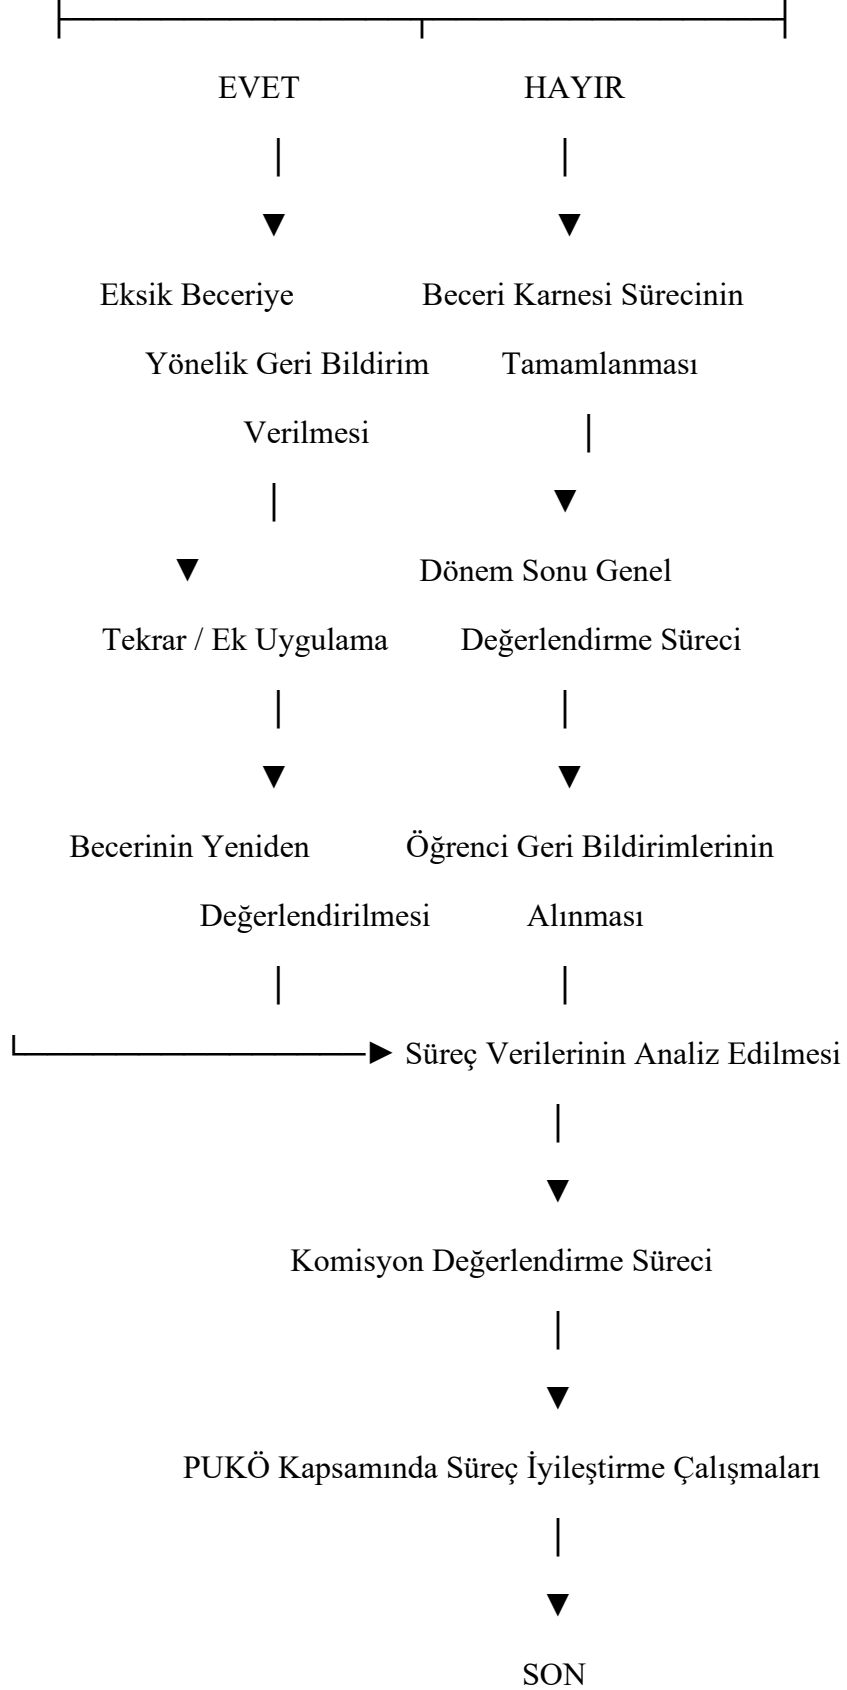 EVET HAYIR
Eksik Beceriye Beceri Karnesi Sürecinin
Yönelik Geri Bildirim Tamamlanması
Verilmesi
Dönem Sonu Genel
Tekrar / Ek Uygulama Değerlendirme Süreci
Becerinin Yeniden Öğrenci Geri Bildirimlerinin
Değerlendirilmesi Alınması
Süreç Verilerinin Analiz Edilmesi
Komisyon Değerlendirme Süreci
PUKÖ Kapsamında Süreç İyileştirme Çalışmaları
SON